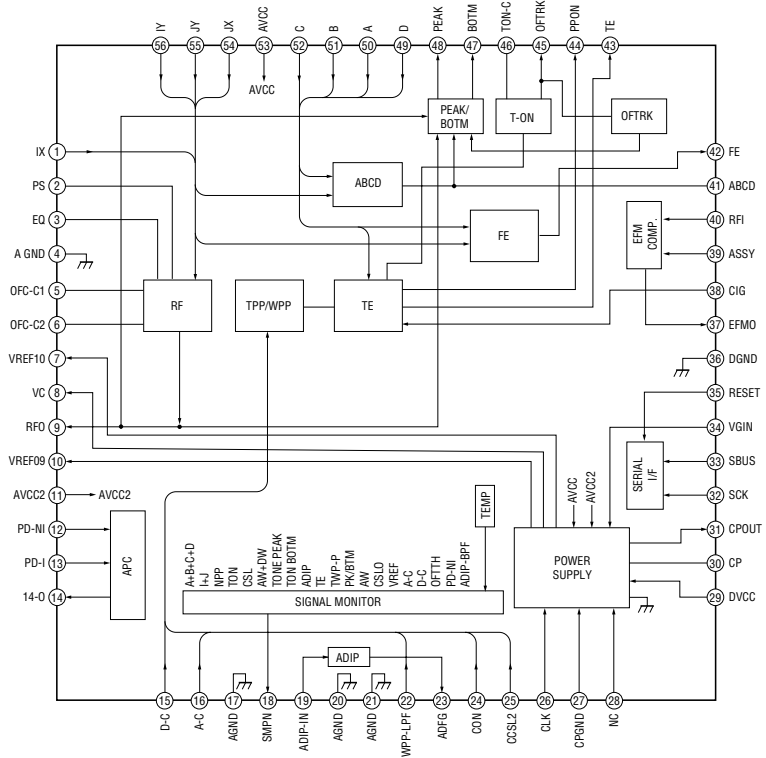 IY
JY
JX
AVCC
C
B
A
D
PEAK
BOTM
TON-C
OFTRK
PPON
TE
56
55
54
53
52
51
50
49
48
47
46
45
44
43
AVCC
PEAK/
BOTM
T-ON
OFTRK
IX 1
PS 2
EQ 3
A GND 4
OFC-C1 5
OFC-C2 6
VREF10 7
VC 8
RFO 9
VREF09 10
AVCC2 11
AVCC2
PD-NI 12
PD-I 13
14-O 14
ABCD
FE
EFM
COMP.
RF
TPP/WPP
TE
42 FE
41 ABCD
40 RFI
39 ASSY
38 CIG
37 EFMO
36 DGND
35 RESET
34 VGIN
33 SBUS
32 SCK
31 CPOUT
30 CP
29 DVCC
SERIAL
I/F
APC
A+B+C+D
I+J
NPP
TON
CSL
AW+DW
TONE PEAK
TON BOTM
ADIP
TE
TWP-P
PK/BTM
AW
CSLO
VREF
A-C
D-C
OFTTH
PD-NI
ADIP-BPF
TEMP
SIGNAL MONITOR
AVCC
AVCC2
POWER
SUPPLY
ADIP
15
16
17
18
19
20
21
22
23
24
25
26
27
28
D-C
A-C
AGND
SMPN
ADIP-IN
AGND
AGND
WPP-LPF
ADFG
CON
CCSL2
CLK
CPGND
NC